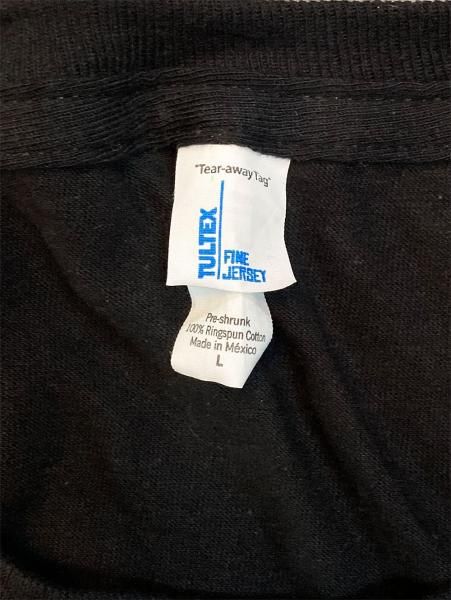 "Tear-away Tag"
TULTEX
FINE
JERSEY
Pre-shrunk
100% Ringspun Cotton
Made in México
L